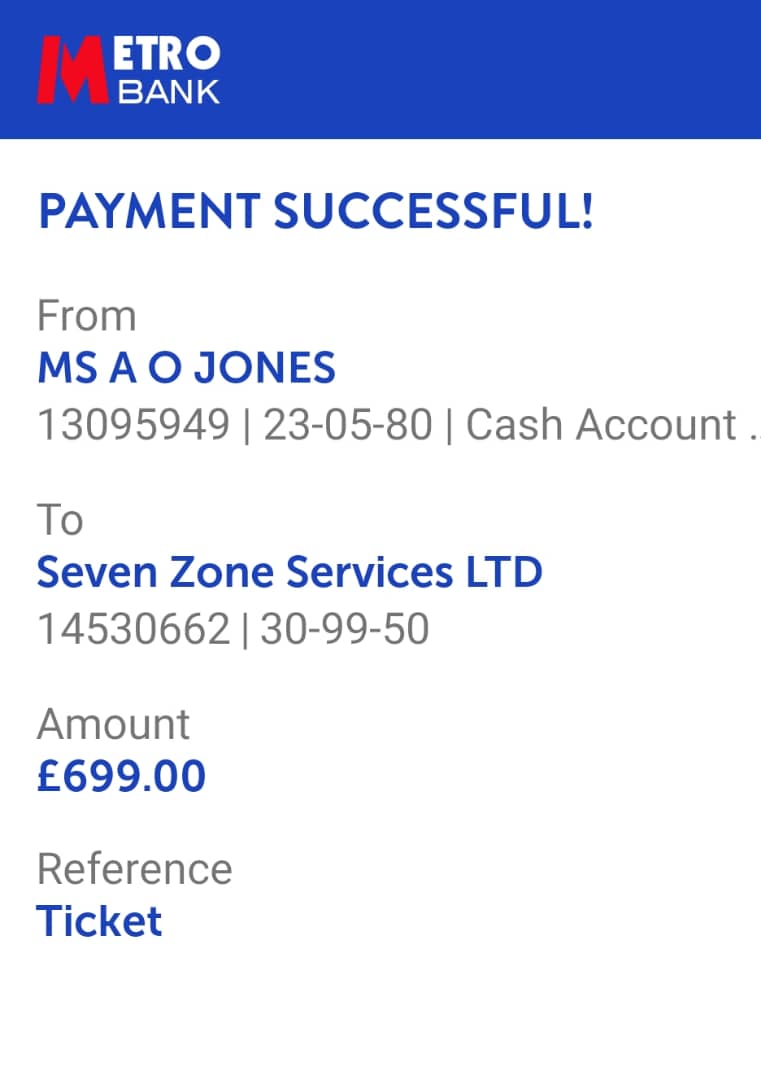 METRO
BANK
PAYMENT SUCCESSFUL!
From
MS A O JONES
13095949 | 23-05-80 | Cash Account ..
To
Seven Zone Services LTD
14530662 | 30-99-50
Amount
£699.00
Reference
Ticket